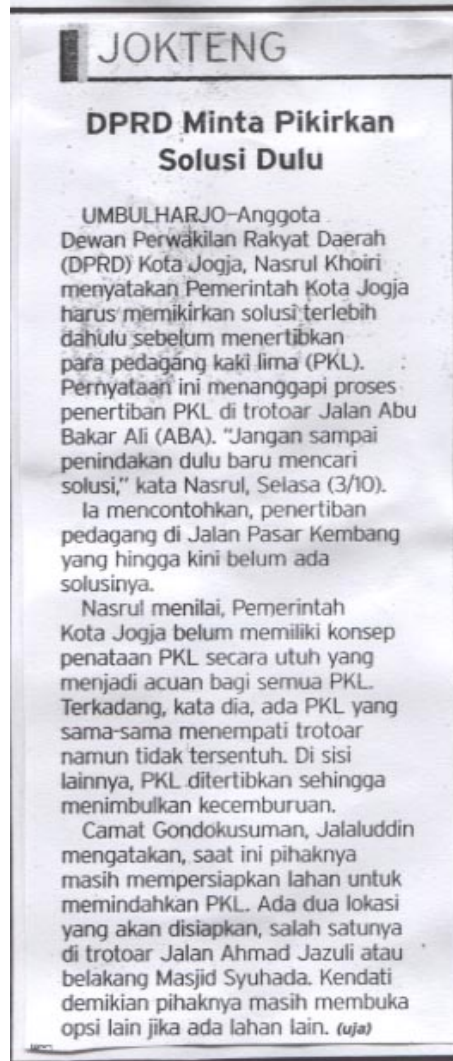 JOKTENG
DPRD Minta Pikirkan
Solusi Dulu
UMBULHARJO–Anggota
Dewan Perwakilan Rakyat Daerah
(DPRD) Kota Jogja, Nasrul Khoiri
menyatakan Pemerintah Kota Jogja
harus memikirkan solusi terlebih
dahulu sebelum menertibkan
para pedagang kaki lima (PKL).
Pernyataan ini menanggapi proses
penertiban PKL di trotoar Jalan Abu
Bakar Ali (ABA). "Jangan sampai
penindakan dulu baru mencari
solusi," kata Nasrul, Selasa (3/10).
Ia mencontohkan, penertiban
pedagang di Jalan Pasar Kembang
yang hingga kini belum ada
solusinya.
Nasrul menilai, Pemerintah
Kota Jogja belum memiliki konsep
penataan PKL secara utuh yang
menjadi acuan bagi semua PKL.
Terkadang, kata dia, ada PKL yang
sama-sama menempati trotoar
namun tidak tersentuh. Di sisi
lainnya, PKL ditertibkan sehingga
menimbulkan kecemburuan.
Camat Gondokusuman, Jalaluddin
mengatakan, saat ini pihaknya
masih mempersiapkan lahan untuk
memindahkan PKL. Ada dua lokasi
yang akan disiapkan, salah satunya
di trotoar Jalan Ahmad Jazuli atau
belakang Masjid Syuhada. Kendati
demikian pihaknya masih membuka
opsi lain jika ada lahan lain. (uja)